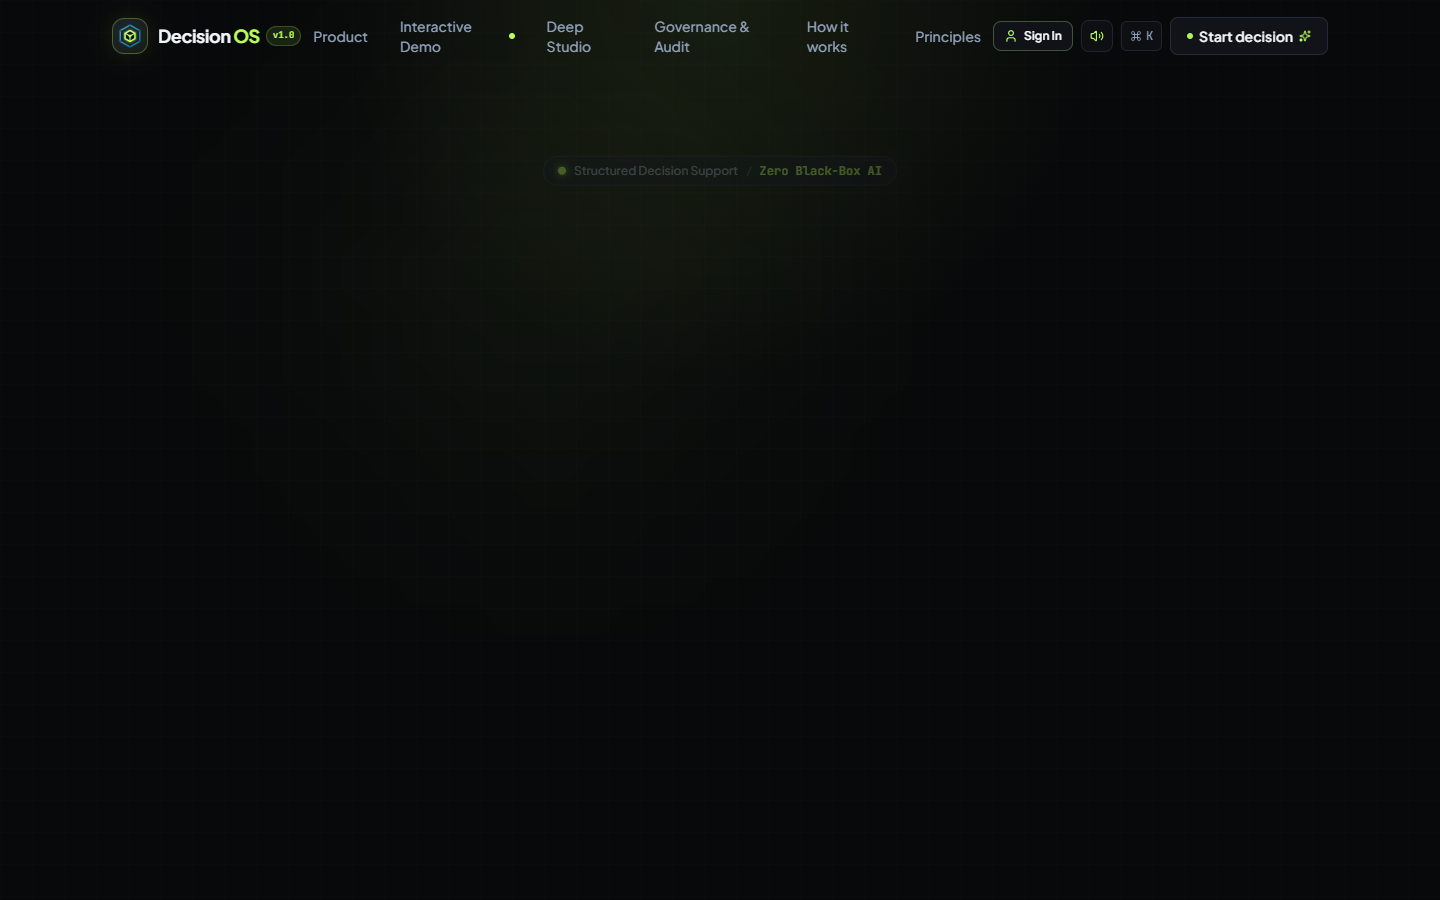 Decision OS v1.0 Product Interactive Demo Deep Studio Governance & Audit How it works Principles Sign In ⌘ K Start decision
Structured Decision Support / Zero Black-Box AI